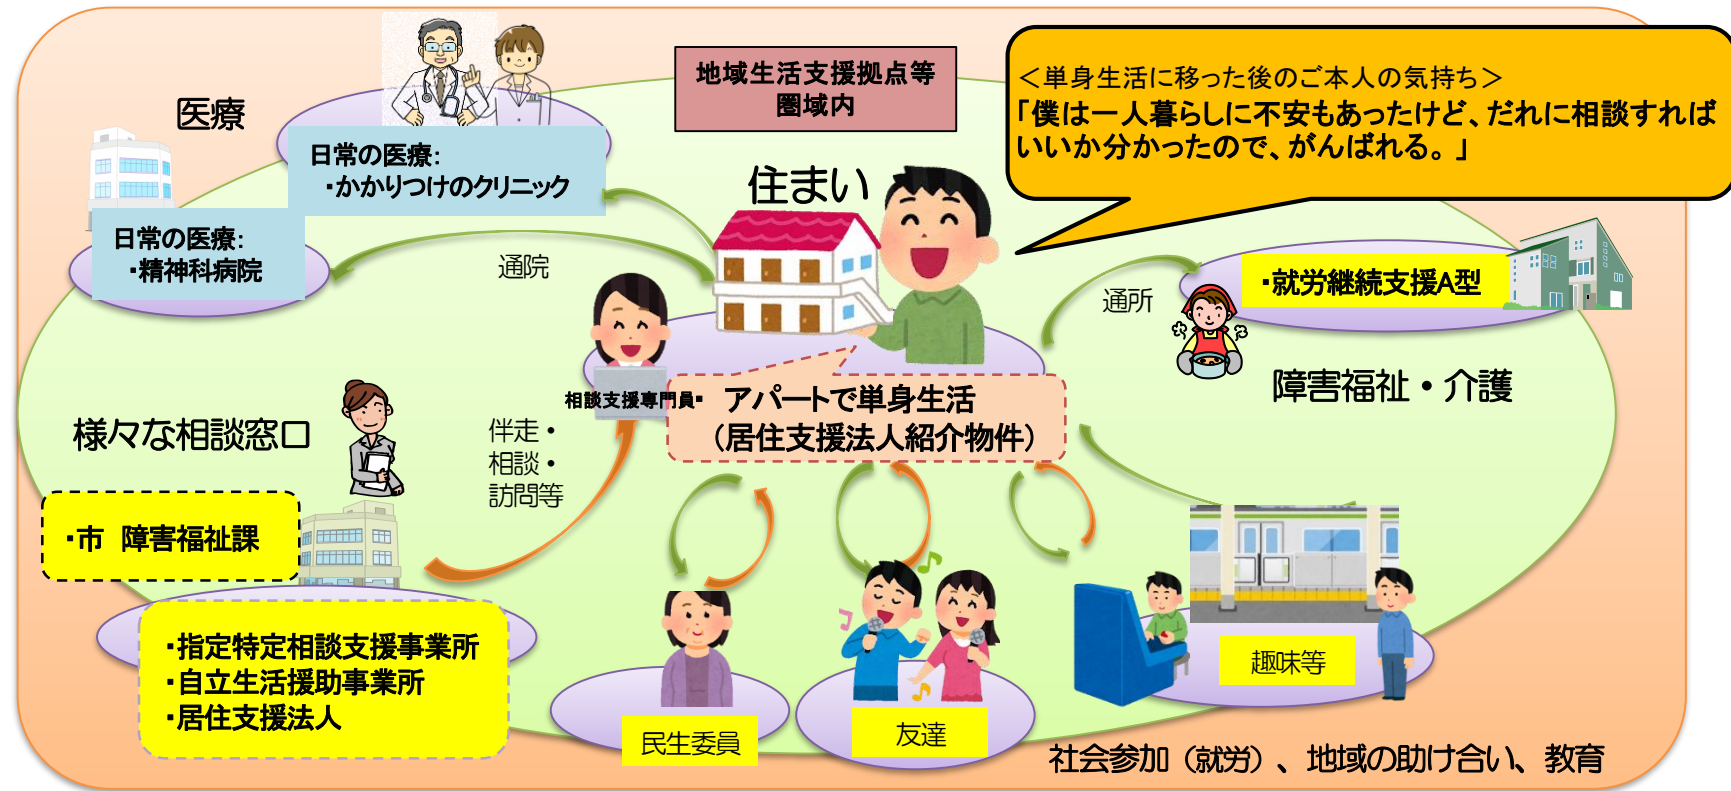 地域生活支援拠点等
圏域内
＜単身生活に移った後のご本人の気持ち＞
「僕は一人暮らしに不安もあったけど、だれに相談すれば
いいか分かったので、がんばれる。」
医療
日常の医療：
・かかりつけのクリニック
日常の医療：
・精神科病院
通院
住まい
通所
・就労継続支援A型
障害福祉・介護
相談支援専門員・
アパートで単身生活
（居住支援法人紹介物件）
様々な相談窓口
伴走・
相談・
訪問等
・市　障害福祉課
・指定特定相談支援事業所
・自立生活援助事業所
・居住支援法人
民生委員
友達
趣味等
社会参加（就労）、地域の助け合い、教育